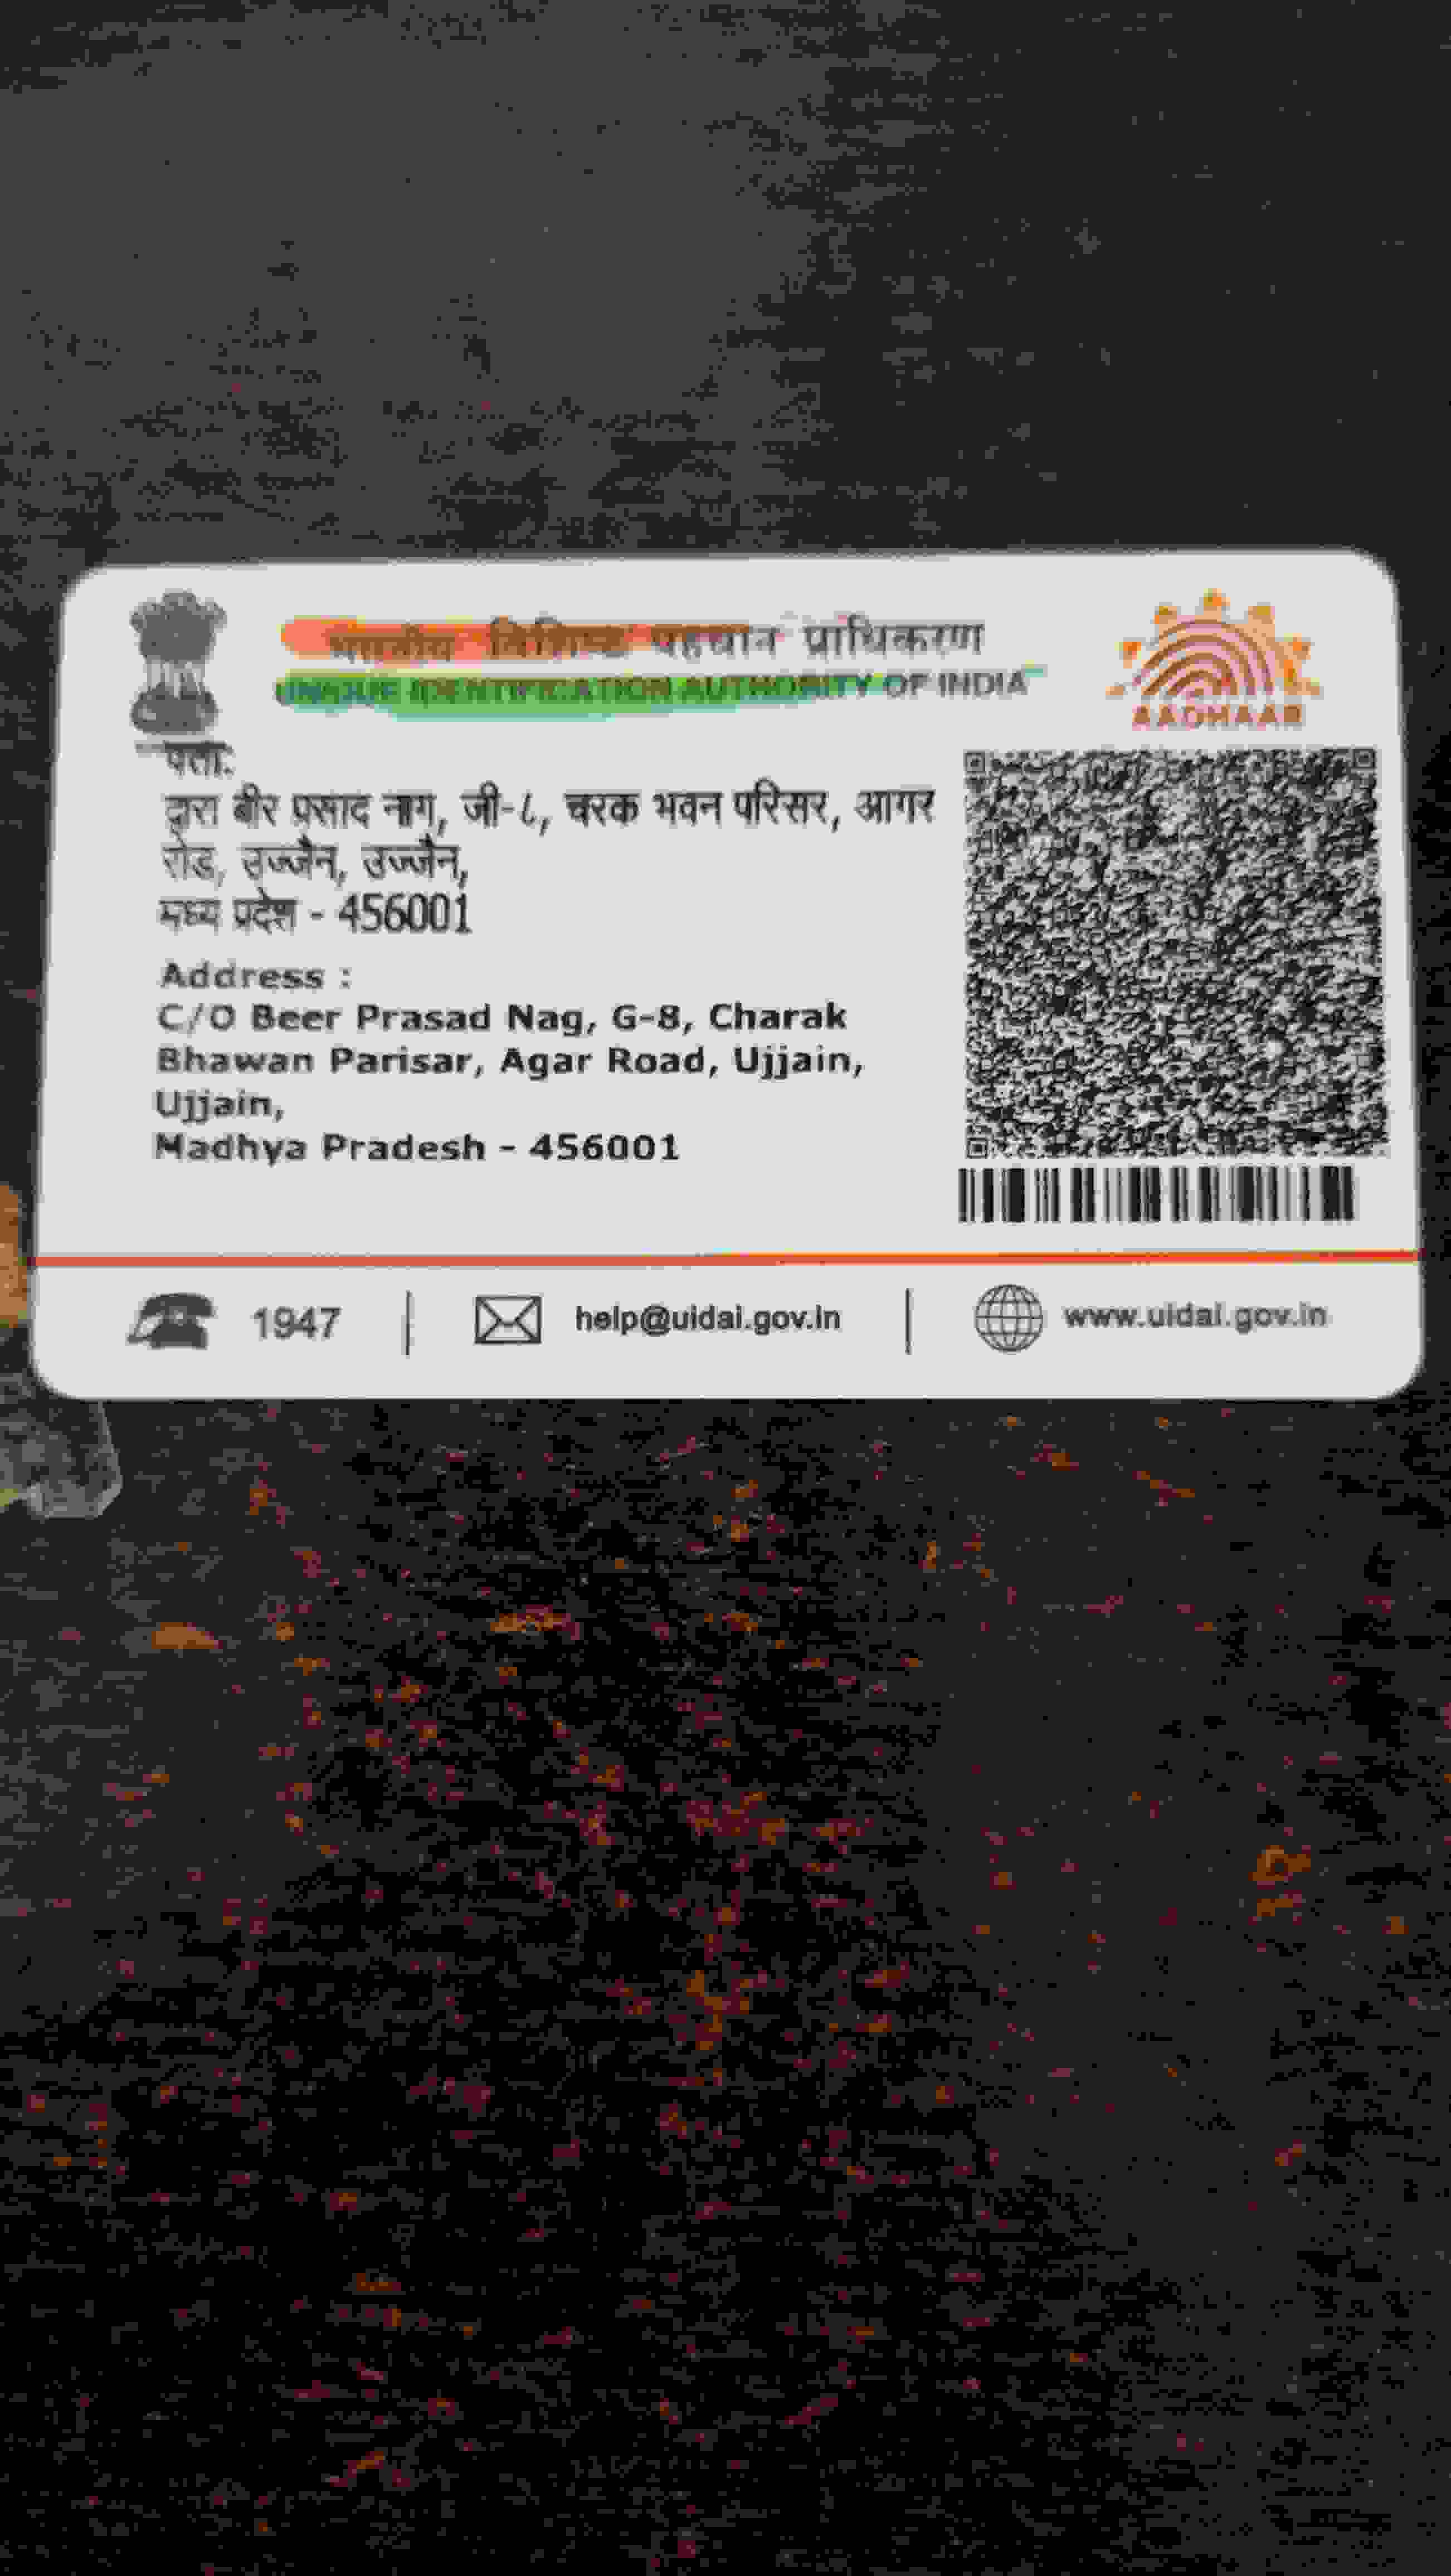 भारतीय विशिष्ट पहचान प्राधिकरण
UNIQUE IDENTIFICATION AUTHORITY OF INDIA
AADHAAR
पता:
द्वारा बीर प्रसाद नाग, जी-८, चरक भवन परिसर, आगर
रोड, उज्जैन, उज्जैन,
मध्य प्रदेश - 456001
Address :
C/O Beer Prasad Nag, G-8, Charak
Bhawan Parisar, Agar Road, Ujjain,
Ujjain,
Madhya Pradesh - 456001
1947
help@uidai.gov.in
www.uidai.gov.in